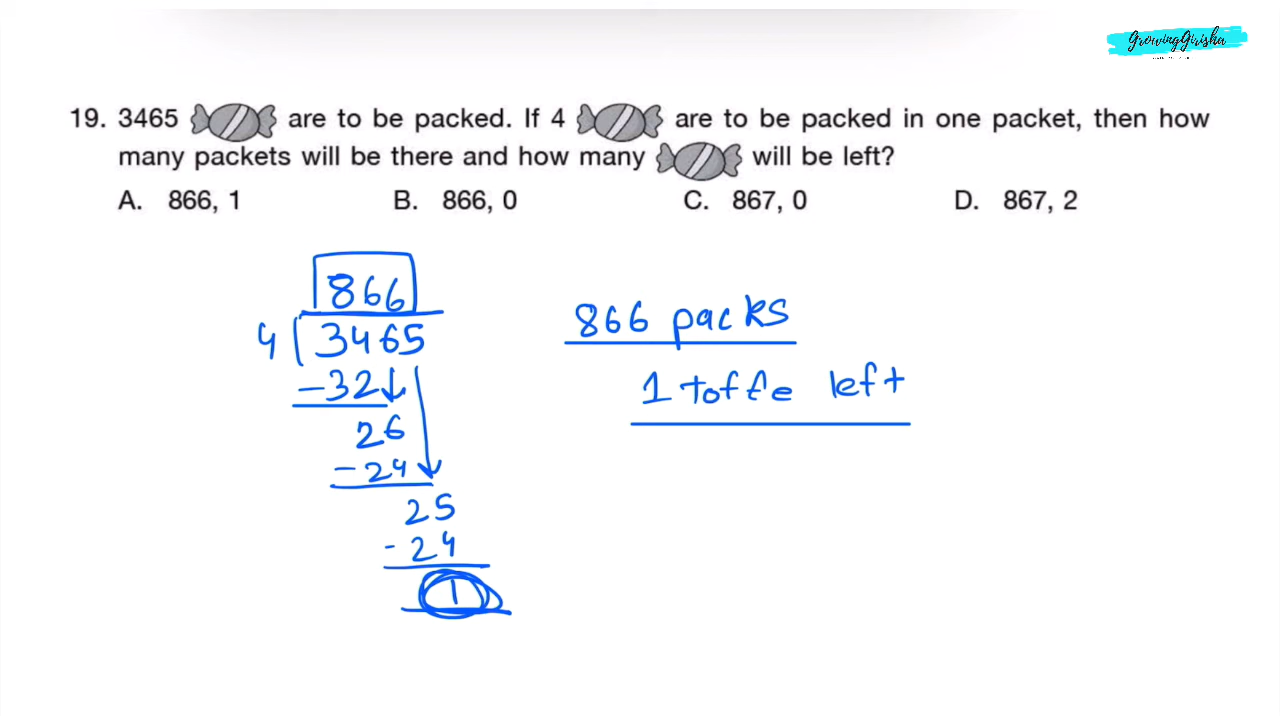 GrowingGirisha
19. 3465 are to be packed. If 4 are to be packed in one packet, then how
many packets will be there and how many will be left?
A. 866, 1 B. 866, 0 C. 867, 0 D. 867, 2
866
4 3465
-32
26
-24
25
-24
1
866 packs
1 toffe left